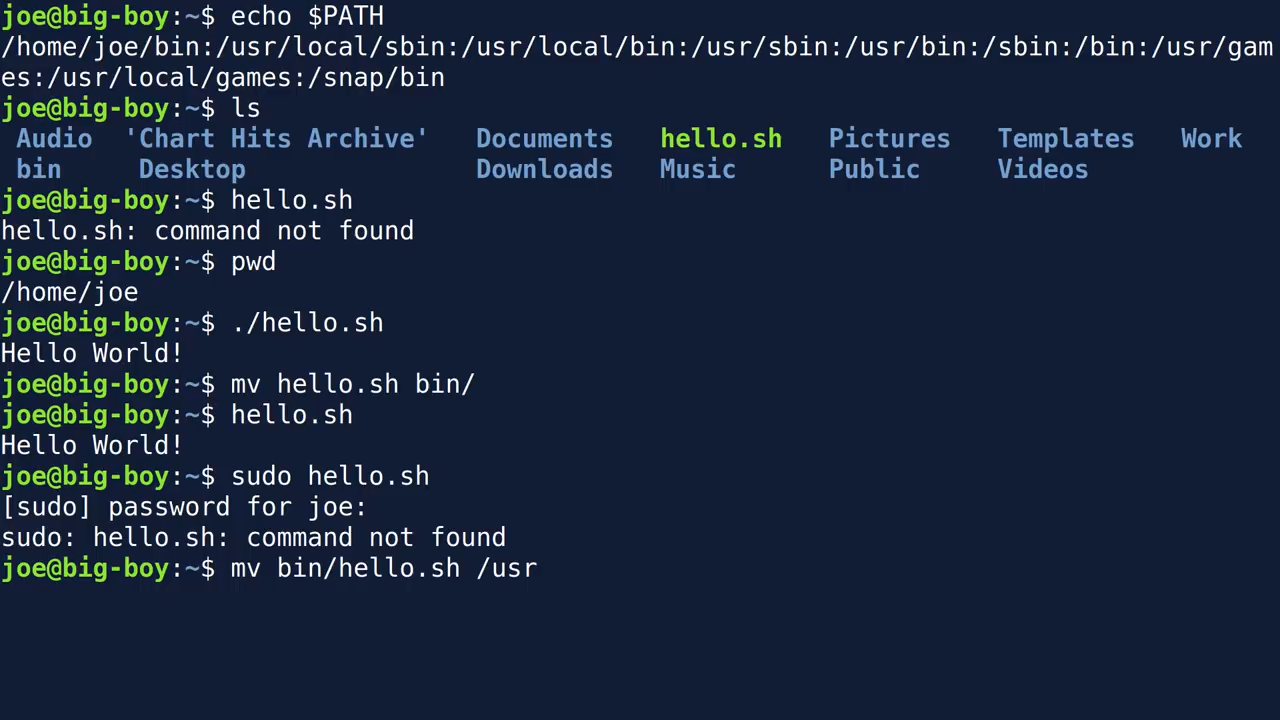 joe@big-boy:~$ echo $PATH
/home/joe/bin:/usr/local/sbin:/usr/local/bin:/usr/sbin:/usr/bin:/sbin:/bin:/usr/gam
es:/usr/local/games:/snap/bin
joe@big-boy:~$ ls
Audio 'Chart Hits Archive' Documents hello.sh Pictures Templates Work
bin Desktop Downloads Music Public Videos
joe@big-boy:~$ hello.sh
hello.sh: command not found
joe@big-boy:~$ pwd
/home/joe
joe@big-boy:~$ ./hello.sh
Hello World!
joe@big-boy:~$ mv hello.sh bin/
joe@big-boy:~$ hello.sh
Hello World!
joe@big-boy:~$ sudo hello.sh
[sudo] password for joe:
sudo: hello.sh: command not found
joe@big-boy:~$ mv bin/hello.sh /usr